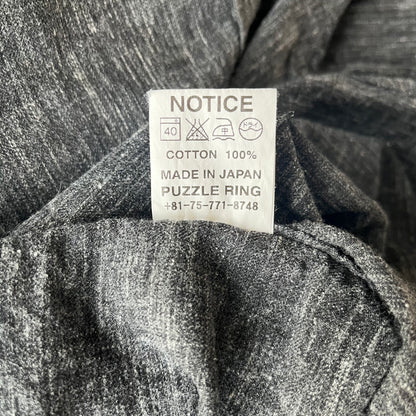 NOTICE
40
COTTON 100%
MADE IN JAPAN
PUZZLE RING
+81-75-771-8748